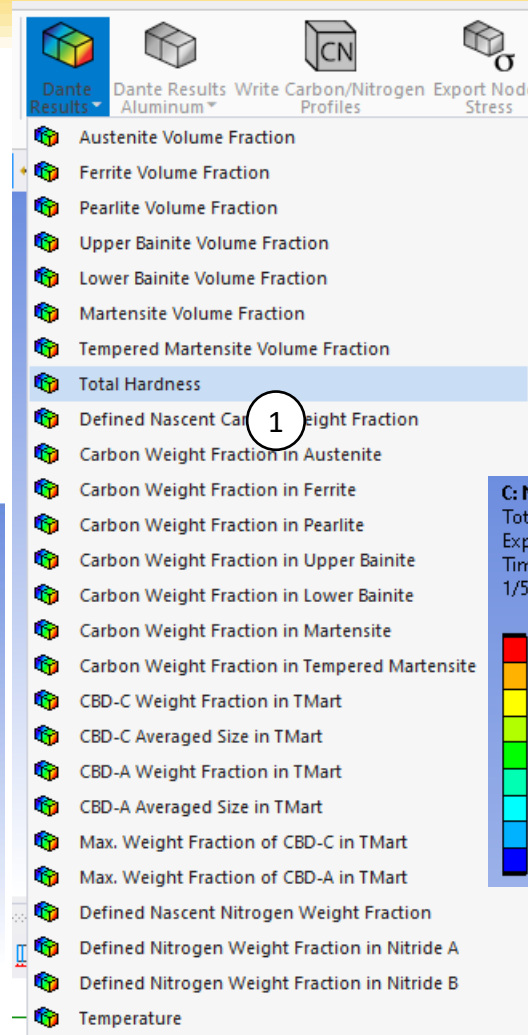 CN
σ
Dante Results
Dante Results Aluminum
Write Carbon/Nitrogen Profiles
Export Stress
Austenite Volume Fraction
Ferrite Volume Fraction
Pearlite Volume Fraction
Upper Bainite Volume Fraction
Lower Bainite Volume Fraction
Martensite Volume Fraction
Tempered Martensite Volume Fraction
Total Hardness
1
Defined Nascent Weight Fraction
Carbon Weight Fraction in Austenite
Carbon Weight Fraction in Ferrite
Carbon Weight Fraction in Pearlite
Carbon Weight Fraction in Upper Bainite
Carbon Weight Fraction in Lower Bainite
Carbon Weight Fraction in Martensite
Carbon Weight Fraction in Tempered Martensite
CBD-C Weight Fraction in TMart
CBD-C Averaged Size in TMart
CBD-A Weight Fraction in TMart
CBD-A Averaged Size in TMart
Max. Weight Fraction of CBD-C in TMart
Max. Weight Fraction of CBD-A in TMart
Defined Nascent Nitrogen Weight Fraction
Defined Nitrogen Weight Fraction in Nitride A
Defined Nitrogen Weight Fraction in Nitride B
Temperature
C:
1/5